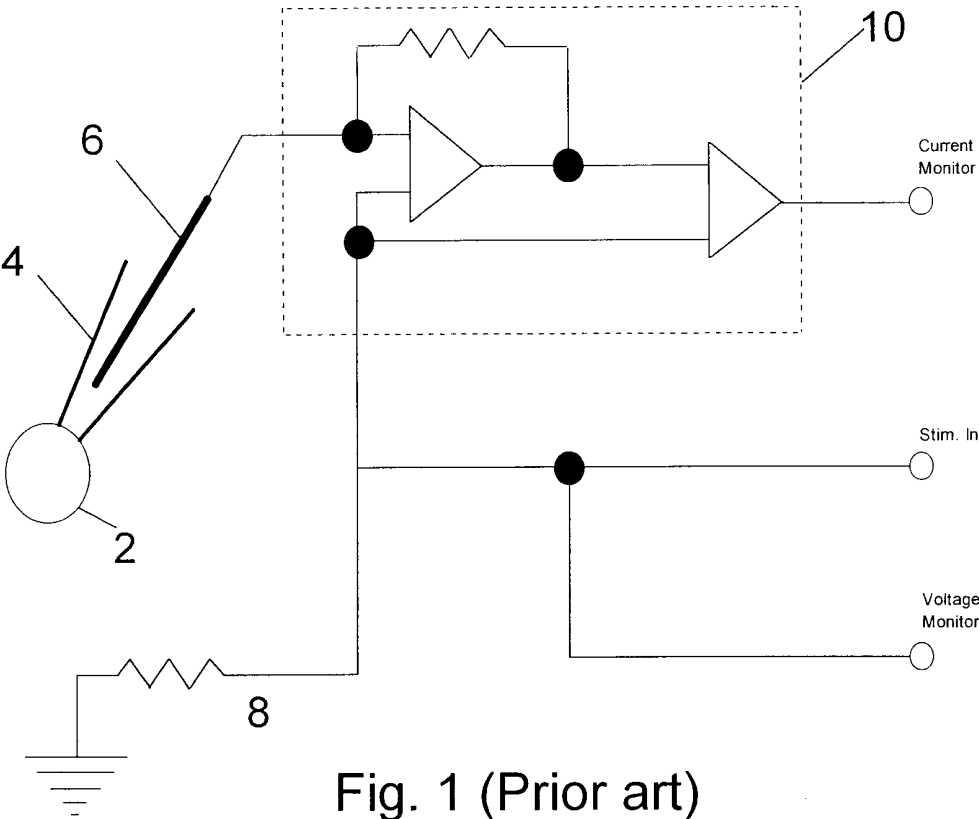 10
6
Current
Monitor
4
Stim. In
2
Voltage
Monitor
8
Fig. 1 (Prior art)